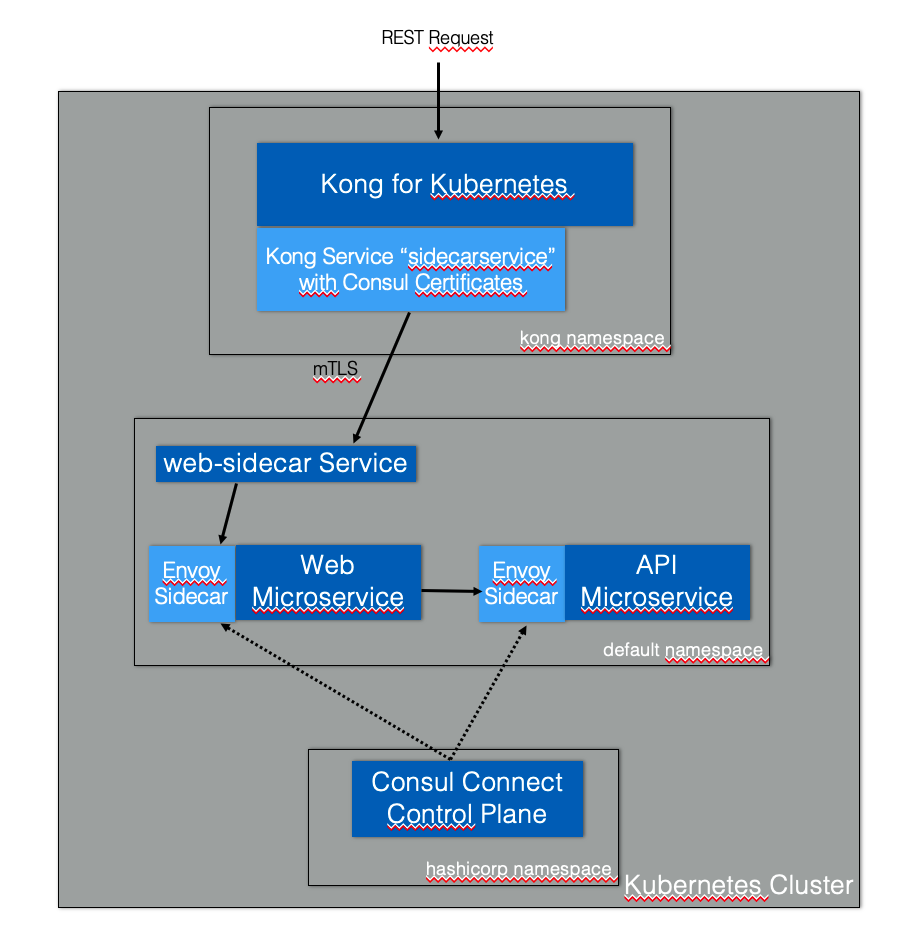 REST Request
Kong for Kubernetes
Kong Service “sidecarservice”
with Consul Certificates
kong namespace
mTLS
web-sidecar Service
Envoy
Sidecar
Web
Microservice
Envoy
Sidecar
API
Microservice
default namespace
Consul Connect
Control Plane
hashicorp namespace
Kubernetes Cluster